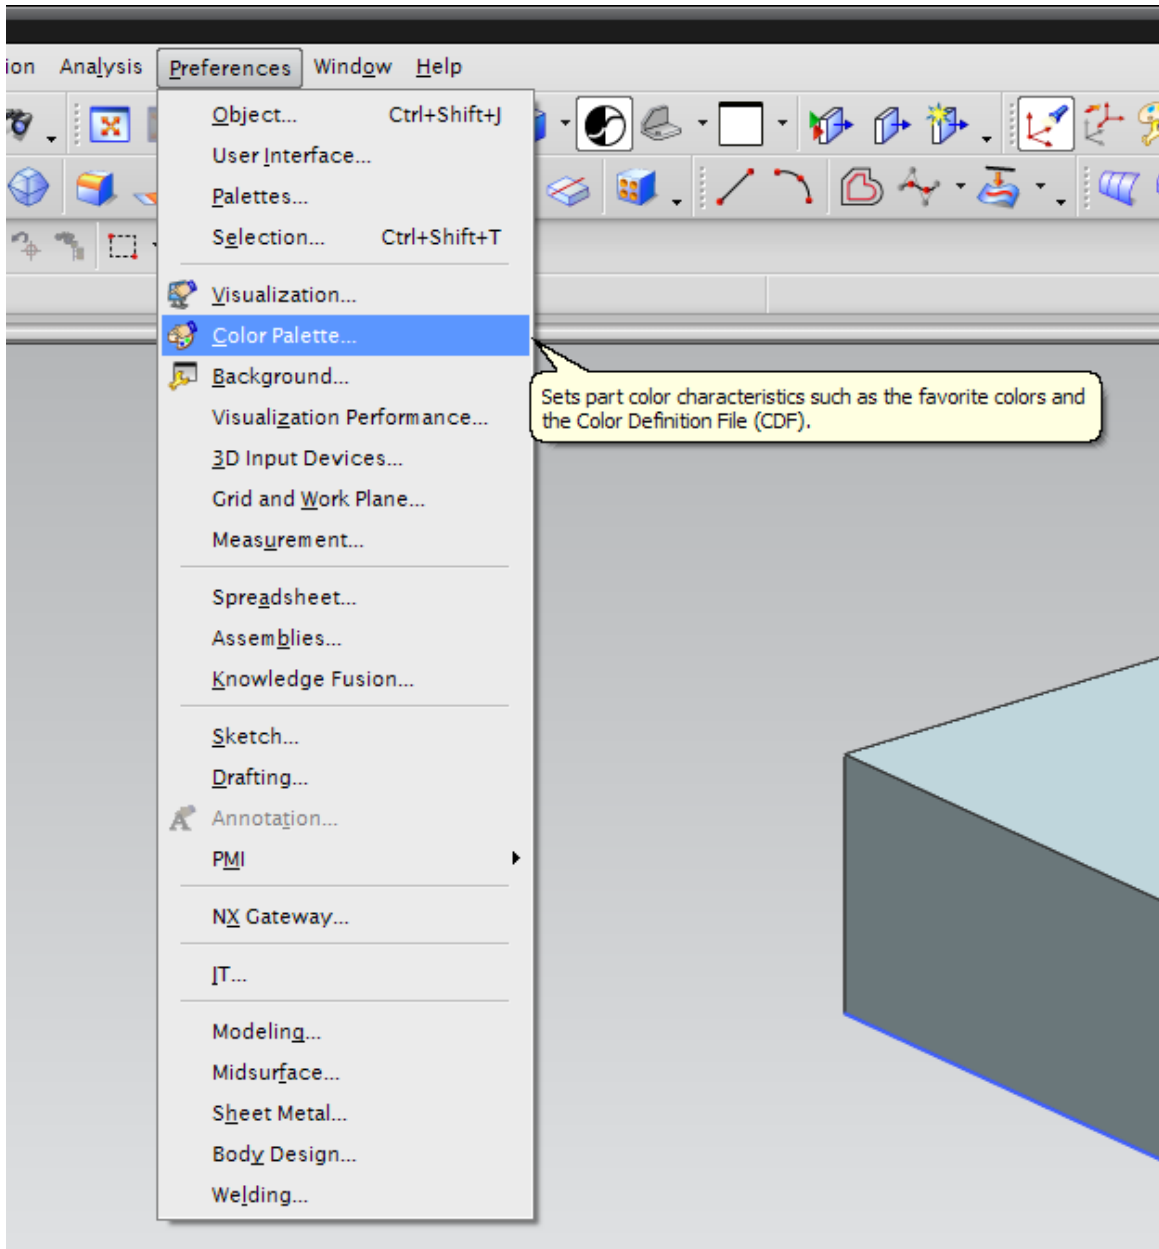 ion Analysis Preferences Window Help
Object... Ctrl+Shift+J
User Interface...
Palettes...
Selection... Ctrl+Shift+T
Visualization...
Color Palette...
Background...
Sets part color characteristics such as the favorite colors and
the Color Definition File (CDF).
Visualization Performance...
3D Input Devices...
Grid and Work Plane...
Measurement...
Spreadsheet...
Assemblies...
Knowledge Fusion...
Sketch...
Drafting...
Annotation...
PMI
NX Gateway...
JT...
Modeling...
Midsurface...
Sheet Metal...
Body Design...
Welding...